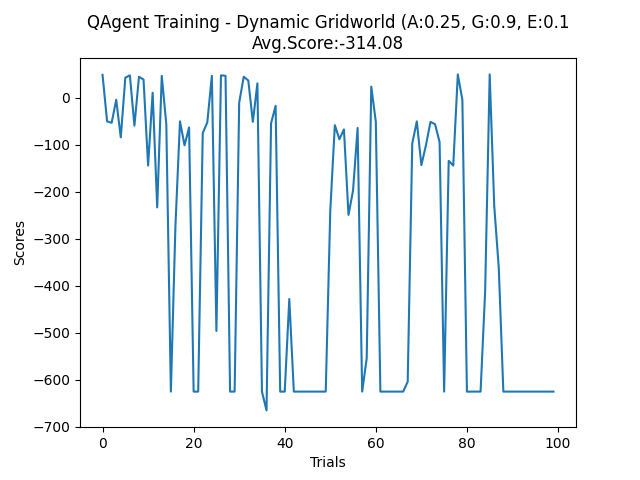 QAgent Training - Dynamic Gridworld (A:0.25, G:0.9, E:0.1
Avg.Score:-314.08
0
−100
−200
−300
−400
−500
−600
−700
Scores
0 20 40 60 80 100
Trials